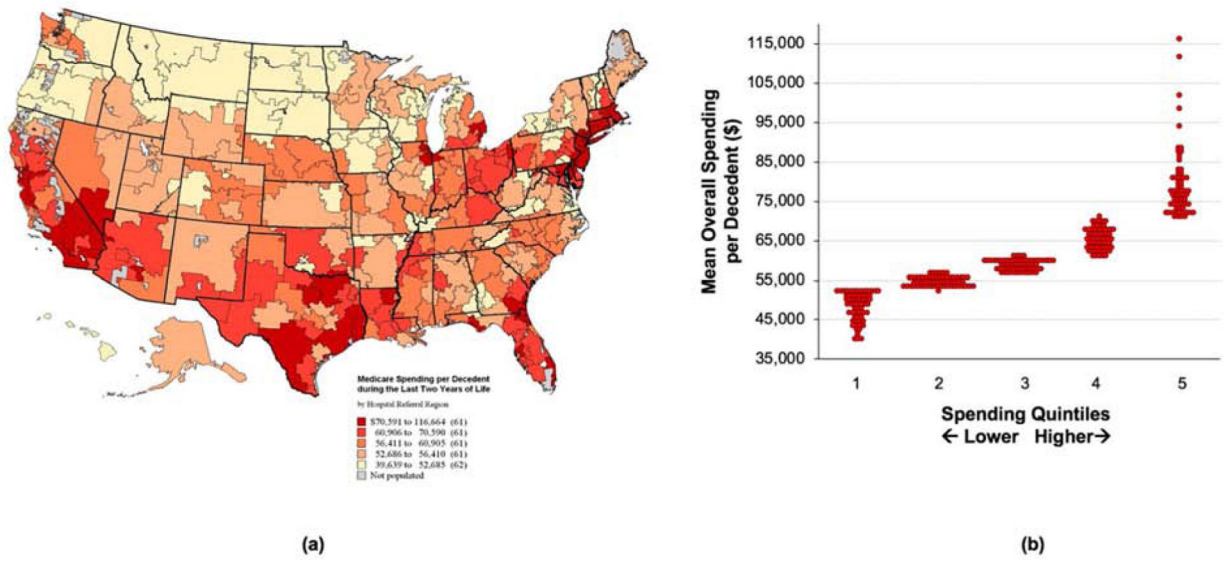 (a)
Medicare Spending per Decedent
during the Last Two Years of Life
by Hospital Referral Region
$70,591 to 116,664 (61)
60,906 to 70,590 (61)
56,411 to 60,905 (61)
52,686 to 56,410 (61)
39,639 to 52,685 (62)
Not populated
Mean Overall Spending
per Decedent ($)
115,000
105,000
95,000
85,000
75,000
65,000
55,000
45,000
35,000
1 2 3 4 5
Spending Quintiles
← Lower Higher→
(b)